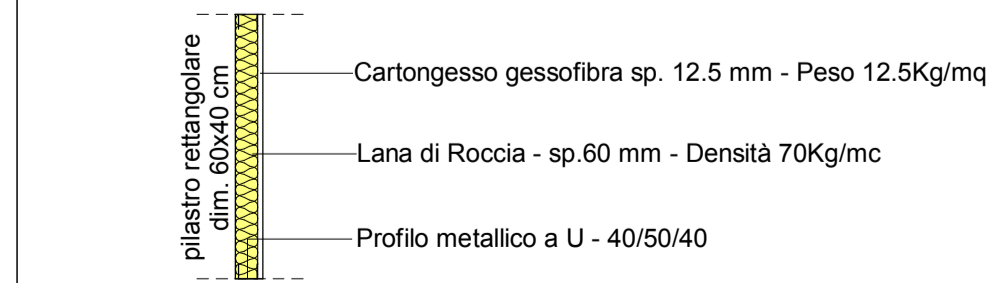 pilastro rettangolare
dim. 60x40 cm
Cartongesso gessofibra sp. 12.5 mm - Peso 12.5Kg/mq
Lana di Roccia - sp.60 mm - Densità 70Kg/mc
Profilo metallico a U - 40/50/40